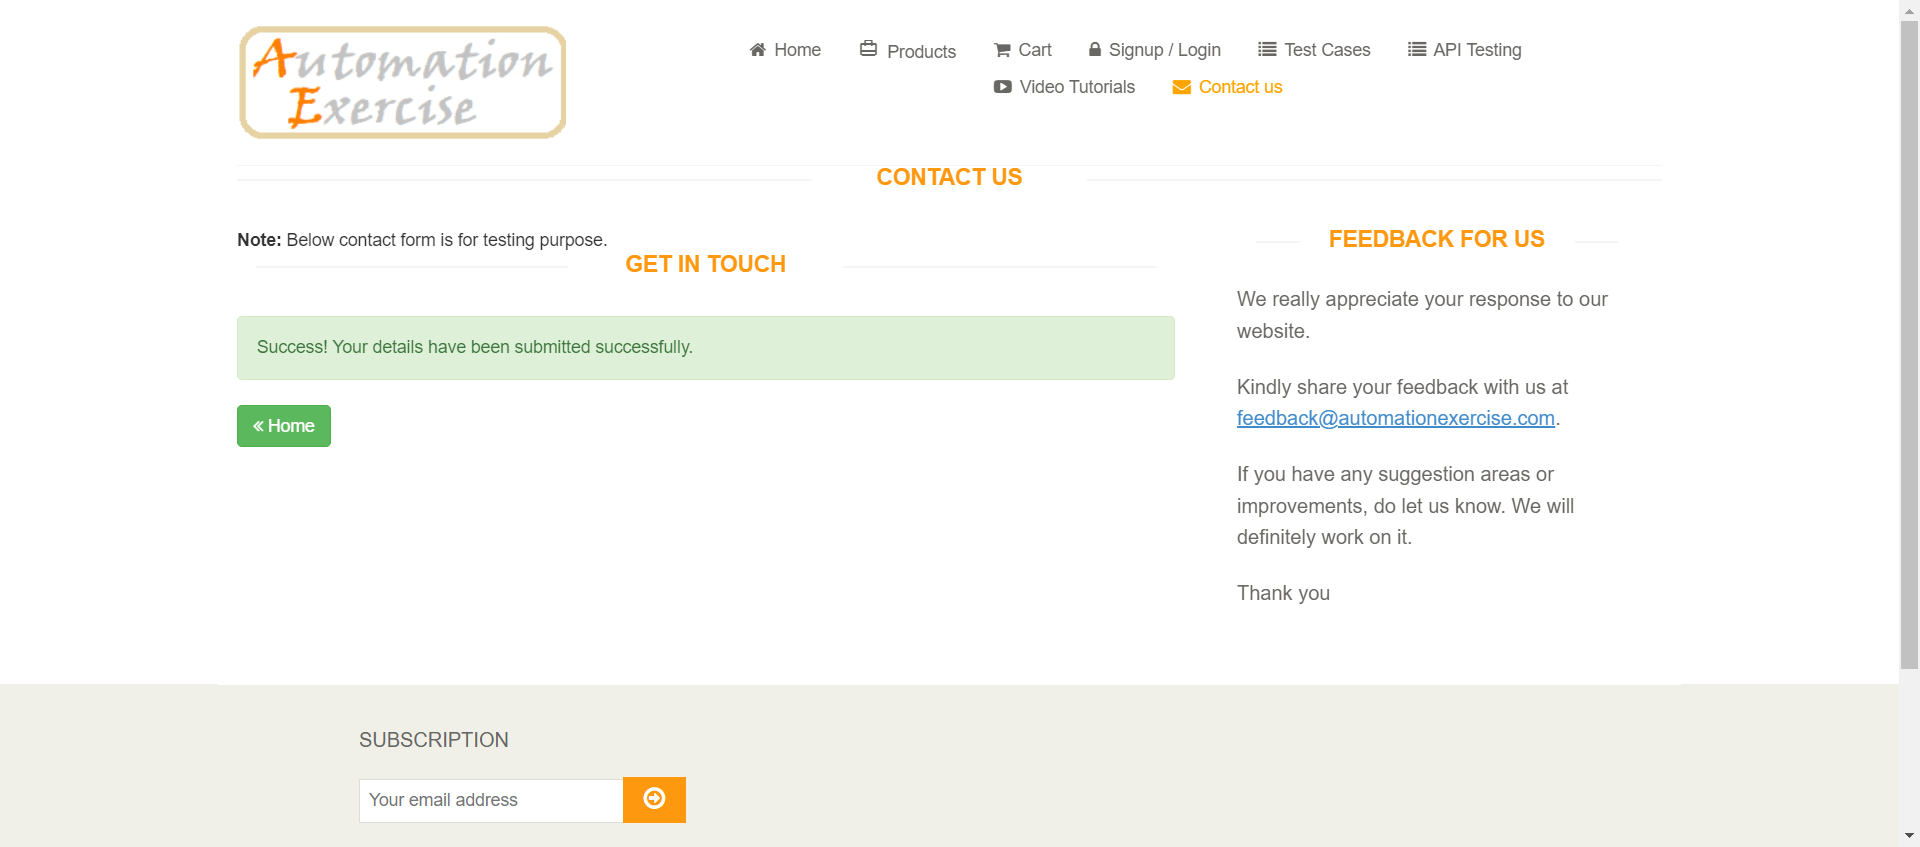 Automation
Exercise
Home
Products
Cart
Signup / Login
Test Cases
API Testing
Video Tutorials
Contact us
CONTACT US
Note: Below contact form is for testing purpose.
GET IN TOUCH
Success! Your details have been submitted successfully.
« Home
FEEDBACK FOR US
We really appreciate your response to our
website.
Kindly share your feedback with us at
feedback@automationexercise.com.
If you have any suggestion areas or
improvements, do let us know. We will
definitely work on it.
Thank you
SUBSCRIPTION
Your email address